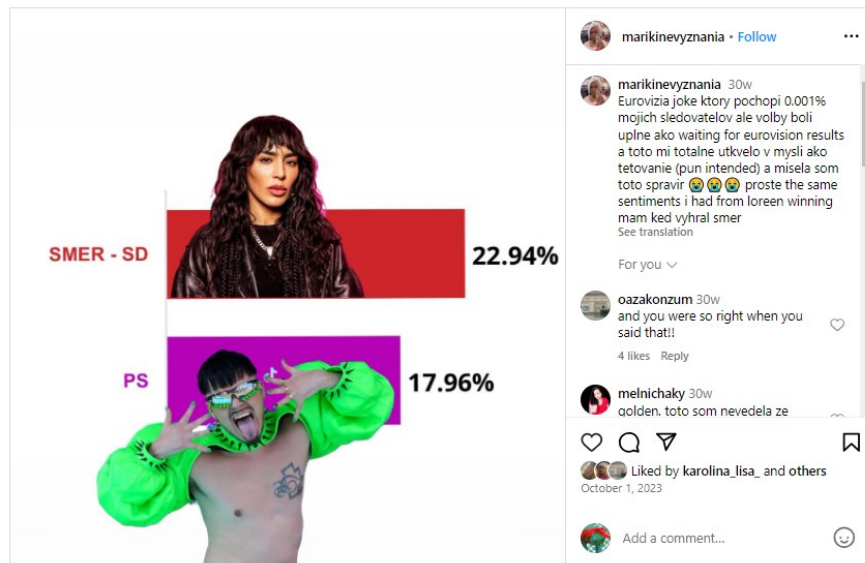 SMER - SD
22.94%
PS
17.96%
marikinevyznania • Follow
marikinevyznania 30w
Eurovizia joke ktory pochopi 0.001%
mojich sledovatelov ale volby boli
uplne ako waiting for eurovision results
a toto mi totalne utkvelo v mysli ako
tetovanie (pun intended) a misela som
toto spravir 😭😭😭 proste the same
sentiments i had from loreen winning
mam ked vyhral smer
See translation
For you
oazakonzum 30w
and you were so right when you
said that!!
4 likes Reply
melnichaky 30w
golden. toto som nevedela ze
Liked by karolina_lisa_ and others
October 1, 2023
Add a comment...